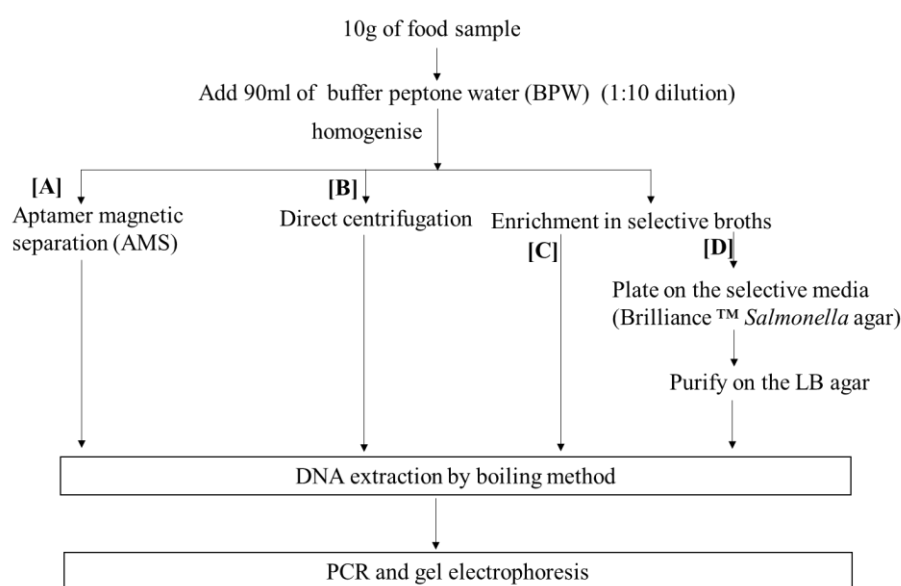 10g of food sample
Add 90ml of buffer peptone water (BPW) (1:10 dilution)
homogenise
[A]
Aptamer magnetic
separation (AMS)
[B]
Direct centrifugation
Enrichment in selective broths
[C]
[D]
Plate on the selective media
(Brilliance ™ Salmonella agar)
Purify on the LB agar
DNA extraction by boiling method
PCR and gel electrophoresis